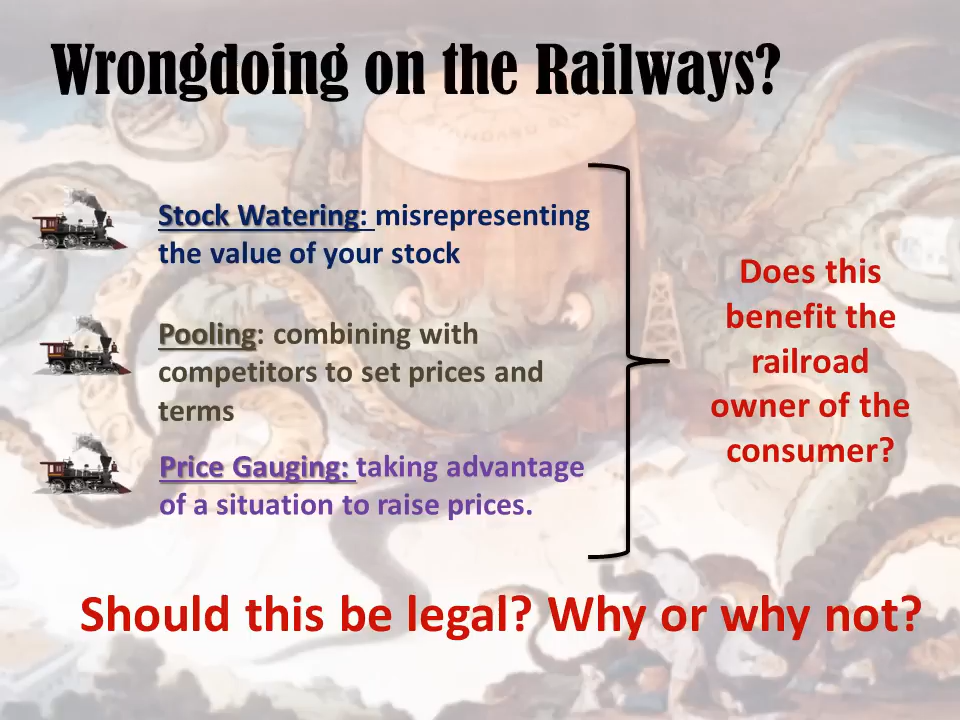 Wrongdoing on the Railways?
Stock Watering: misrepresenting
the value of your stock
Pooling: combining with
competitors to set prices and
terms
Price Gauging: taking advantage
of a situation to raise prices.
Does this
benefit the
railroad
owner of the
consumer?
Should this be legal? Why or why not?